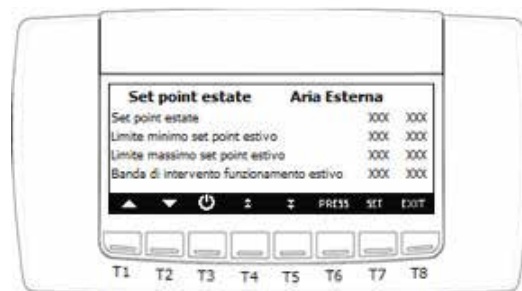 Set point estate Aria Esterna
Set point estate XXX XXX
Limite minimo set point estivo XXX XXX
Limite massimo set point estivo XXX XXX
Banda di intervento funzionamento estivo XXX XXX
PRESS SET EXIT
T1 T2 T3 T4 T5 T6 T7 T8